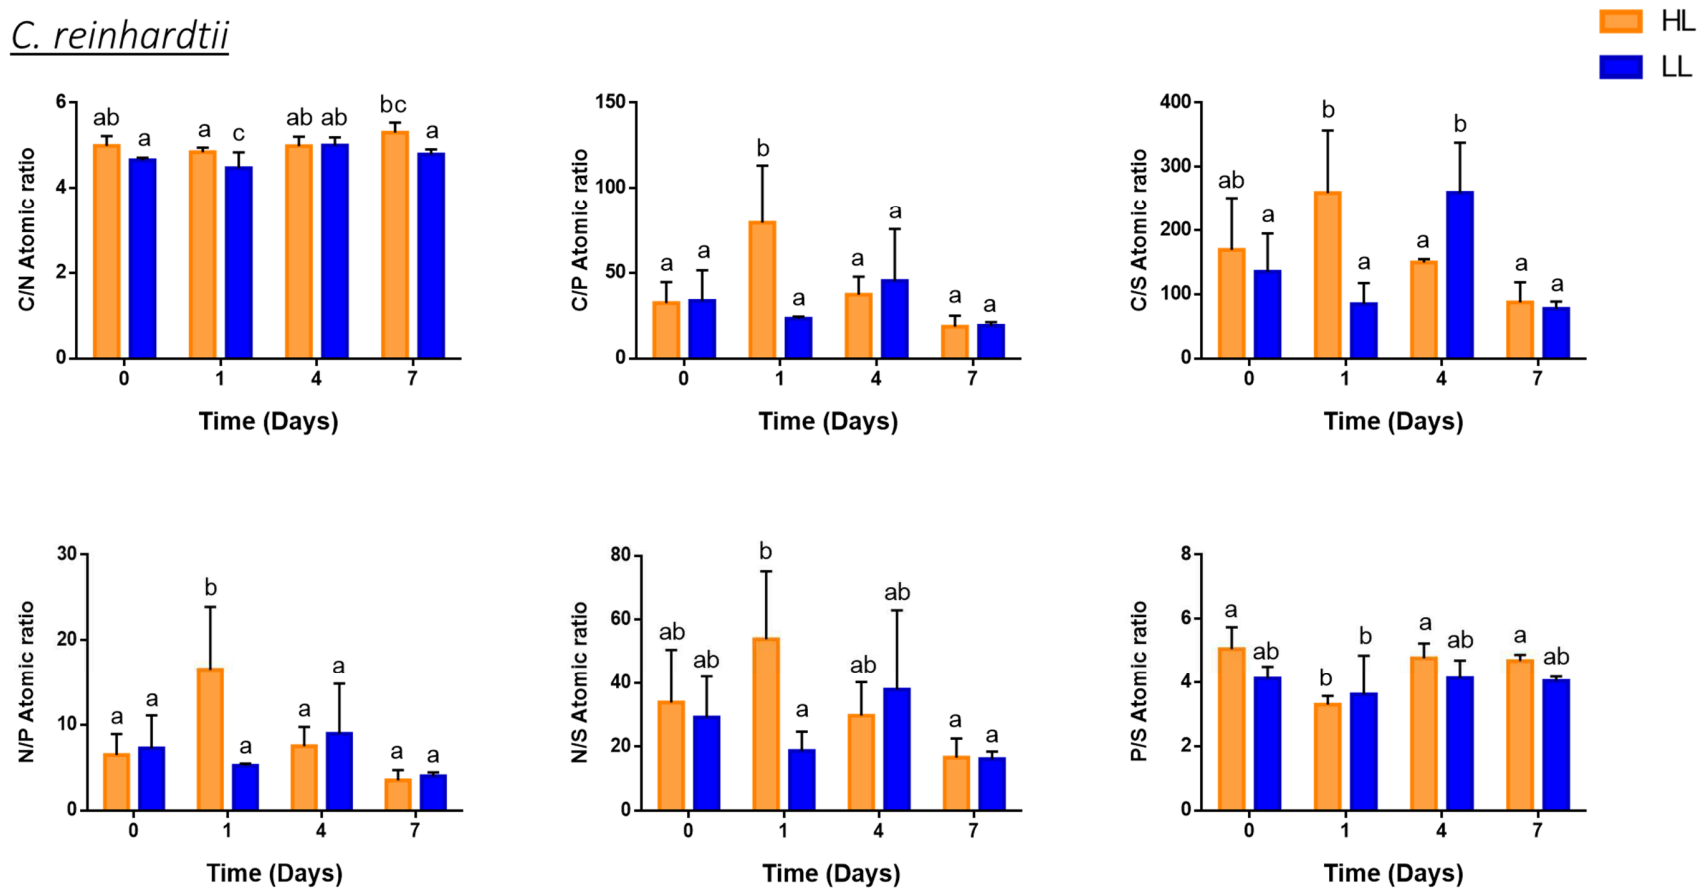 C. reinhardtii
HL
LL
C/N Atomic ratio
6
4
2
0
ab
a
a
c
ab
ab
bc
a
0
1
4
7
Time (Days)
C/P Atomic ratio
150
100
50
0
a
a
b
a
a
a
a
a
0
1
4
7
Time (Days)
C/S Atomic ratio
400
300
200
100
0
ab
a
b
a
a
b
a
a
0
1
4
7
Time (Days)
N/P Atomic ratio
30
20
10
0
a
a
b
a
a
a
a
a
0
1
4
7
Time (Days)
N/S Atomic ratio
80
60
40
20
0
ab
ab
b
a
ab
ab
a
a
0
1
4
7
Time (Days)
P/S Atomic ratio
8
6
4
2
0
a
ab
b
b
a
ab
a
ab
0
1
4
7
Time (Days)